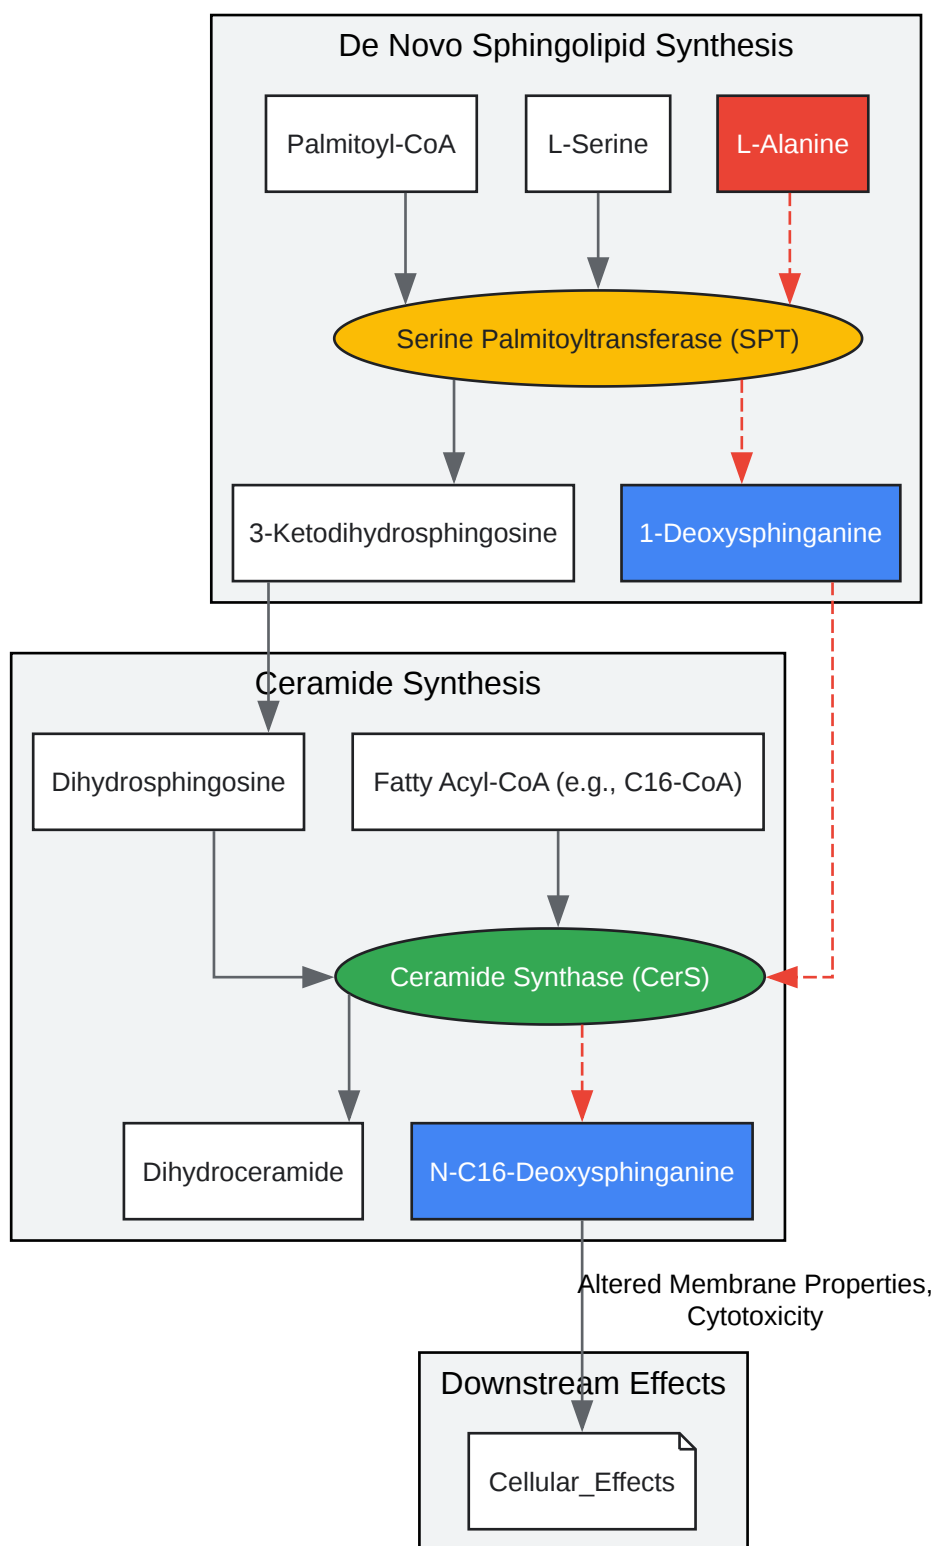 De Novo Sphingolipid Synthesis
Palmitoyl-CoA
L-Serine
L-Alanine
Serine Palmitoyltransferase (SPT)
3-Ketodihydrosphingosine
1-Deoxysphinganine
Ceramide Synthesis
Dihydrosphingosine
Fatty Acyl-CoA (e.g., C16-CoA)
Ceramide Synthase (CerS)
Dihydroceramide
N-C16-Deoxysphinganine
Altered Membrane Properties,
Cytotoxicity
Downstream Effects
Cellular_Effects